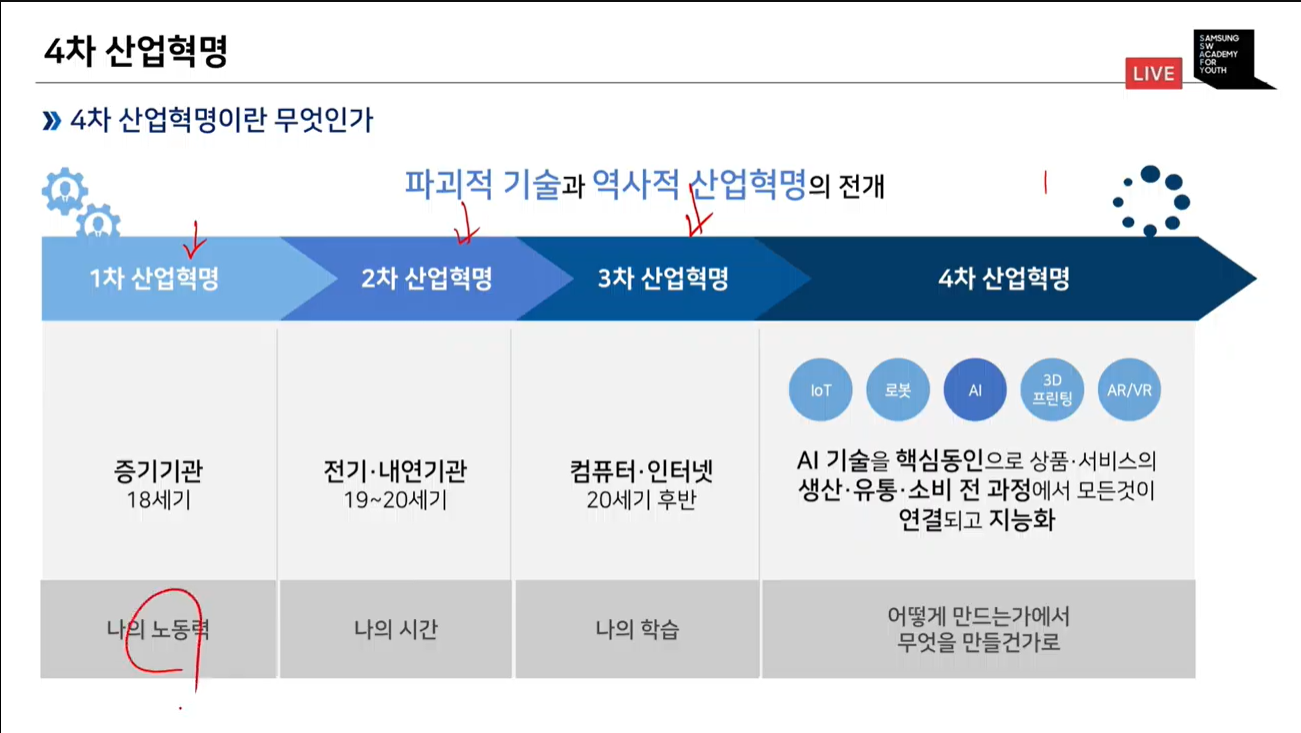 4차 산업혁명
LIVE
SAMSUNG
SW
ACADEMY
FOR
YOUTH
4차 산업혁명이란 무엇인가
파괴적 기술과 역사적 산업혁명의 전개
1차 산업혁명
2차 산업혁명
3차 산업혁명
4차 산업혁명
증기기관
18세기
전기·내연기관
19~20세기
컴퓨터·인터넷
20세기 후반
IoT
로봇
AI
3D
프린팅
AR/VR
AI 기술을 핵심동인으로 상품·서비스의
생산·유통·소비 전 과정에서 모든것이
연결되고 지능화
나의 노동력
나의 시간
나의 학습
어떻게 만드는가에서
무엇을 만들건가로